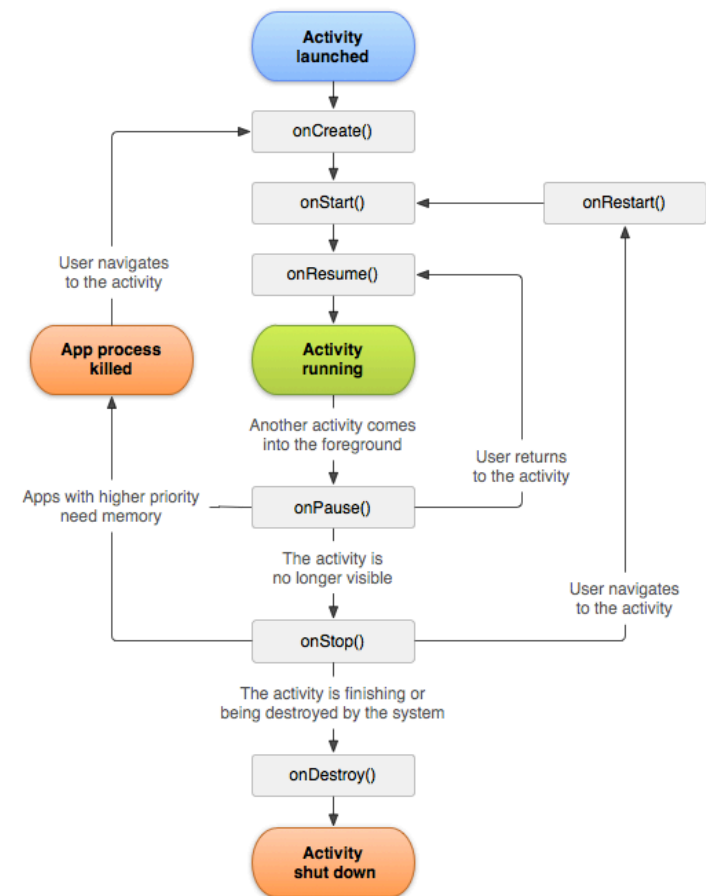 Activity
launched
onCreate()
onStart()
onRestart()
User navigates
to the activity
onResume()
App process
killed
Activity
running
Another activity comes
into the foreground
User returns
to the activity
Apps with higher priority
need memory
onPause()
The activity is
no longer visible
User navigates
to the activity
onStop()
The activity is finishing or
being destroyed by the system
onDestroy()
Activity
shut down